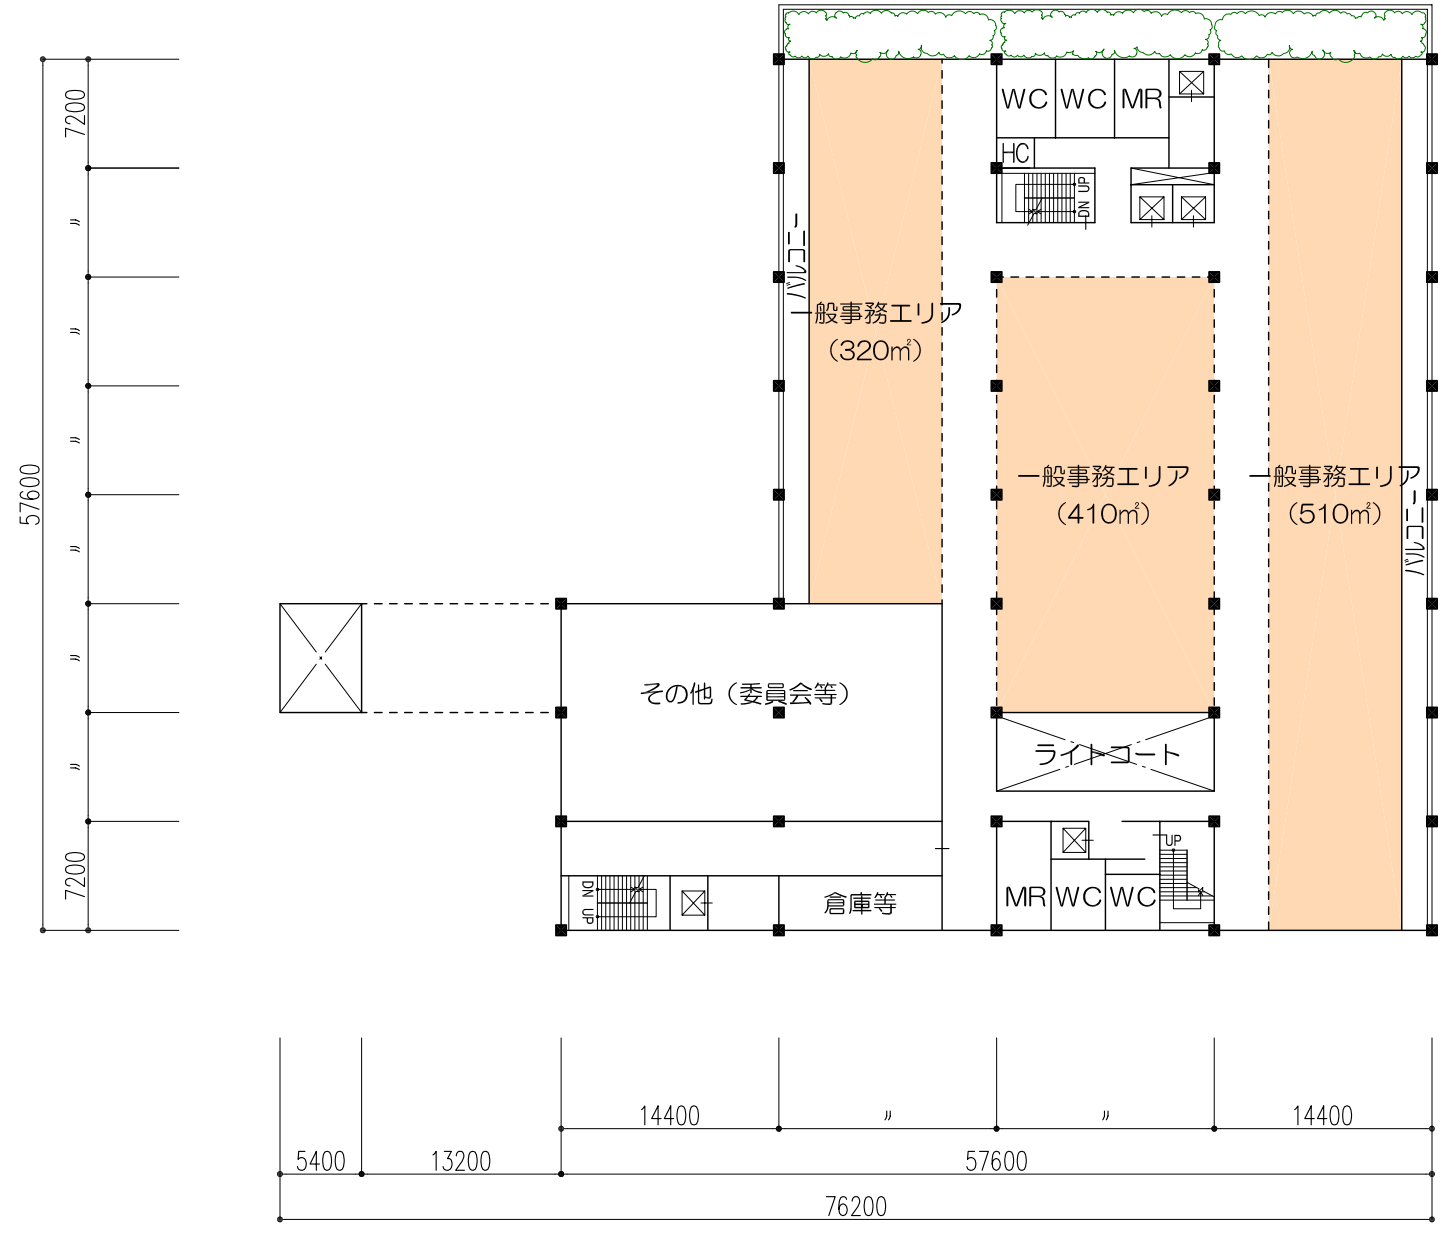 7200
〃
〃
〃
〃
〃
〃
7200
57600
WC
WC
MR
HC
DN UP
バルコニー
一般事務エリア
（320㎡）
一般事務エリア
（410㎡）
一般事務エリア
（510㎡）
バルコニー
その他（委員会等）
ライトコート
UP
DN UP
倉庫等
MR
WC
WC
14400
〃
〃
14400
5400
13200
57600
76200